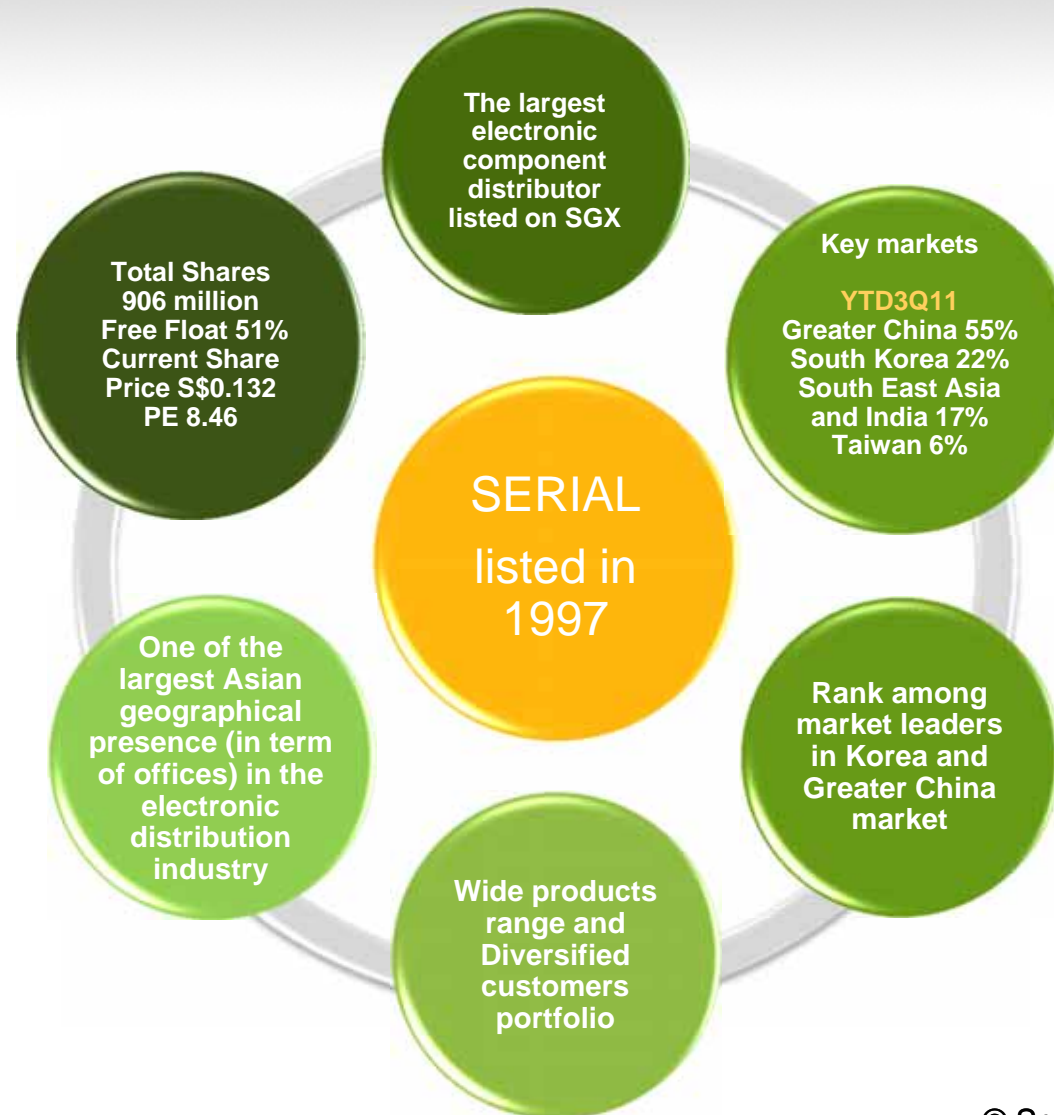 The largest
electronic
component
distributor
listed on SGX
Key markets
YTD3Q11
Greater China 55%
South Korea 22%
South East Asia
and India 17%
Taiwan 6%
Rank among
market leaders
in Korea and
Greater China
market
Wide products
range and
Diversified
customers
portfolio
One of the
largest Asian
geographical
presence (in term
of offices) in the
electronic
distribution
industry
Total Shares
906 million
Free Float 51%
Current Share
Price S$0.132
PE 8.46
SERIAL
listed in
1997